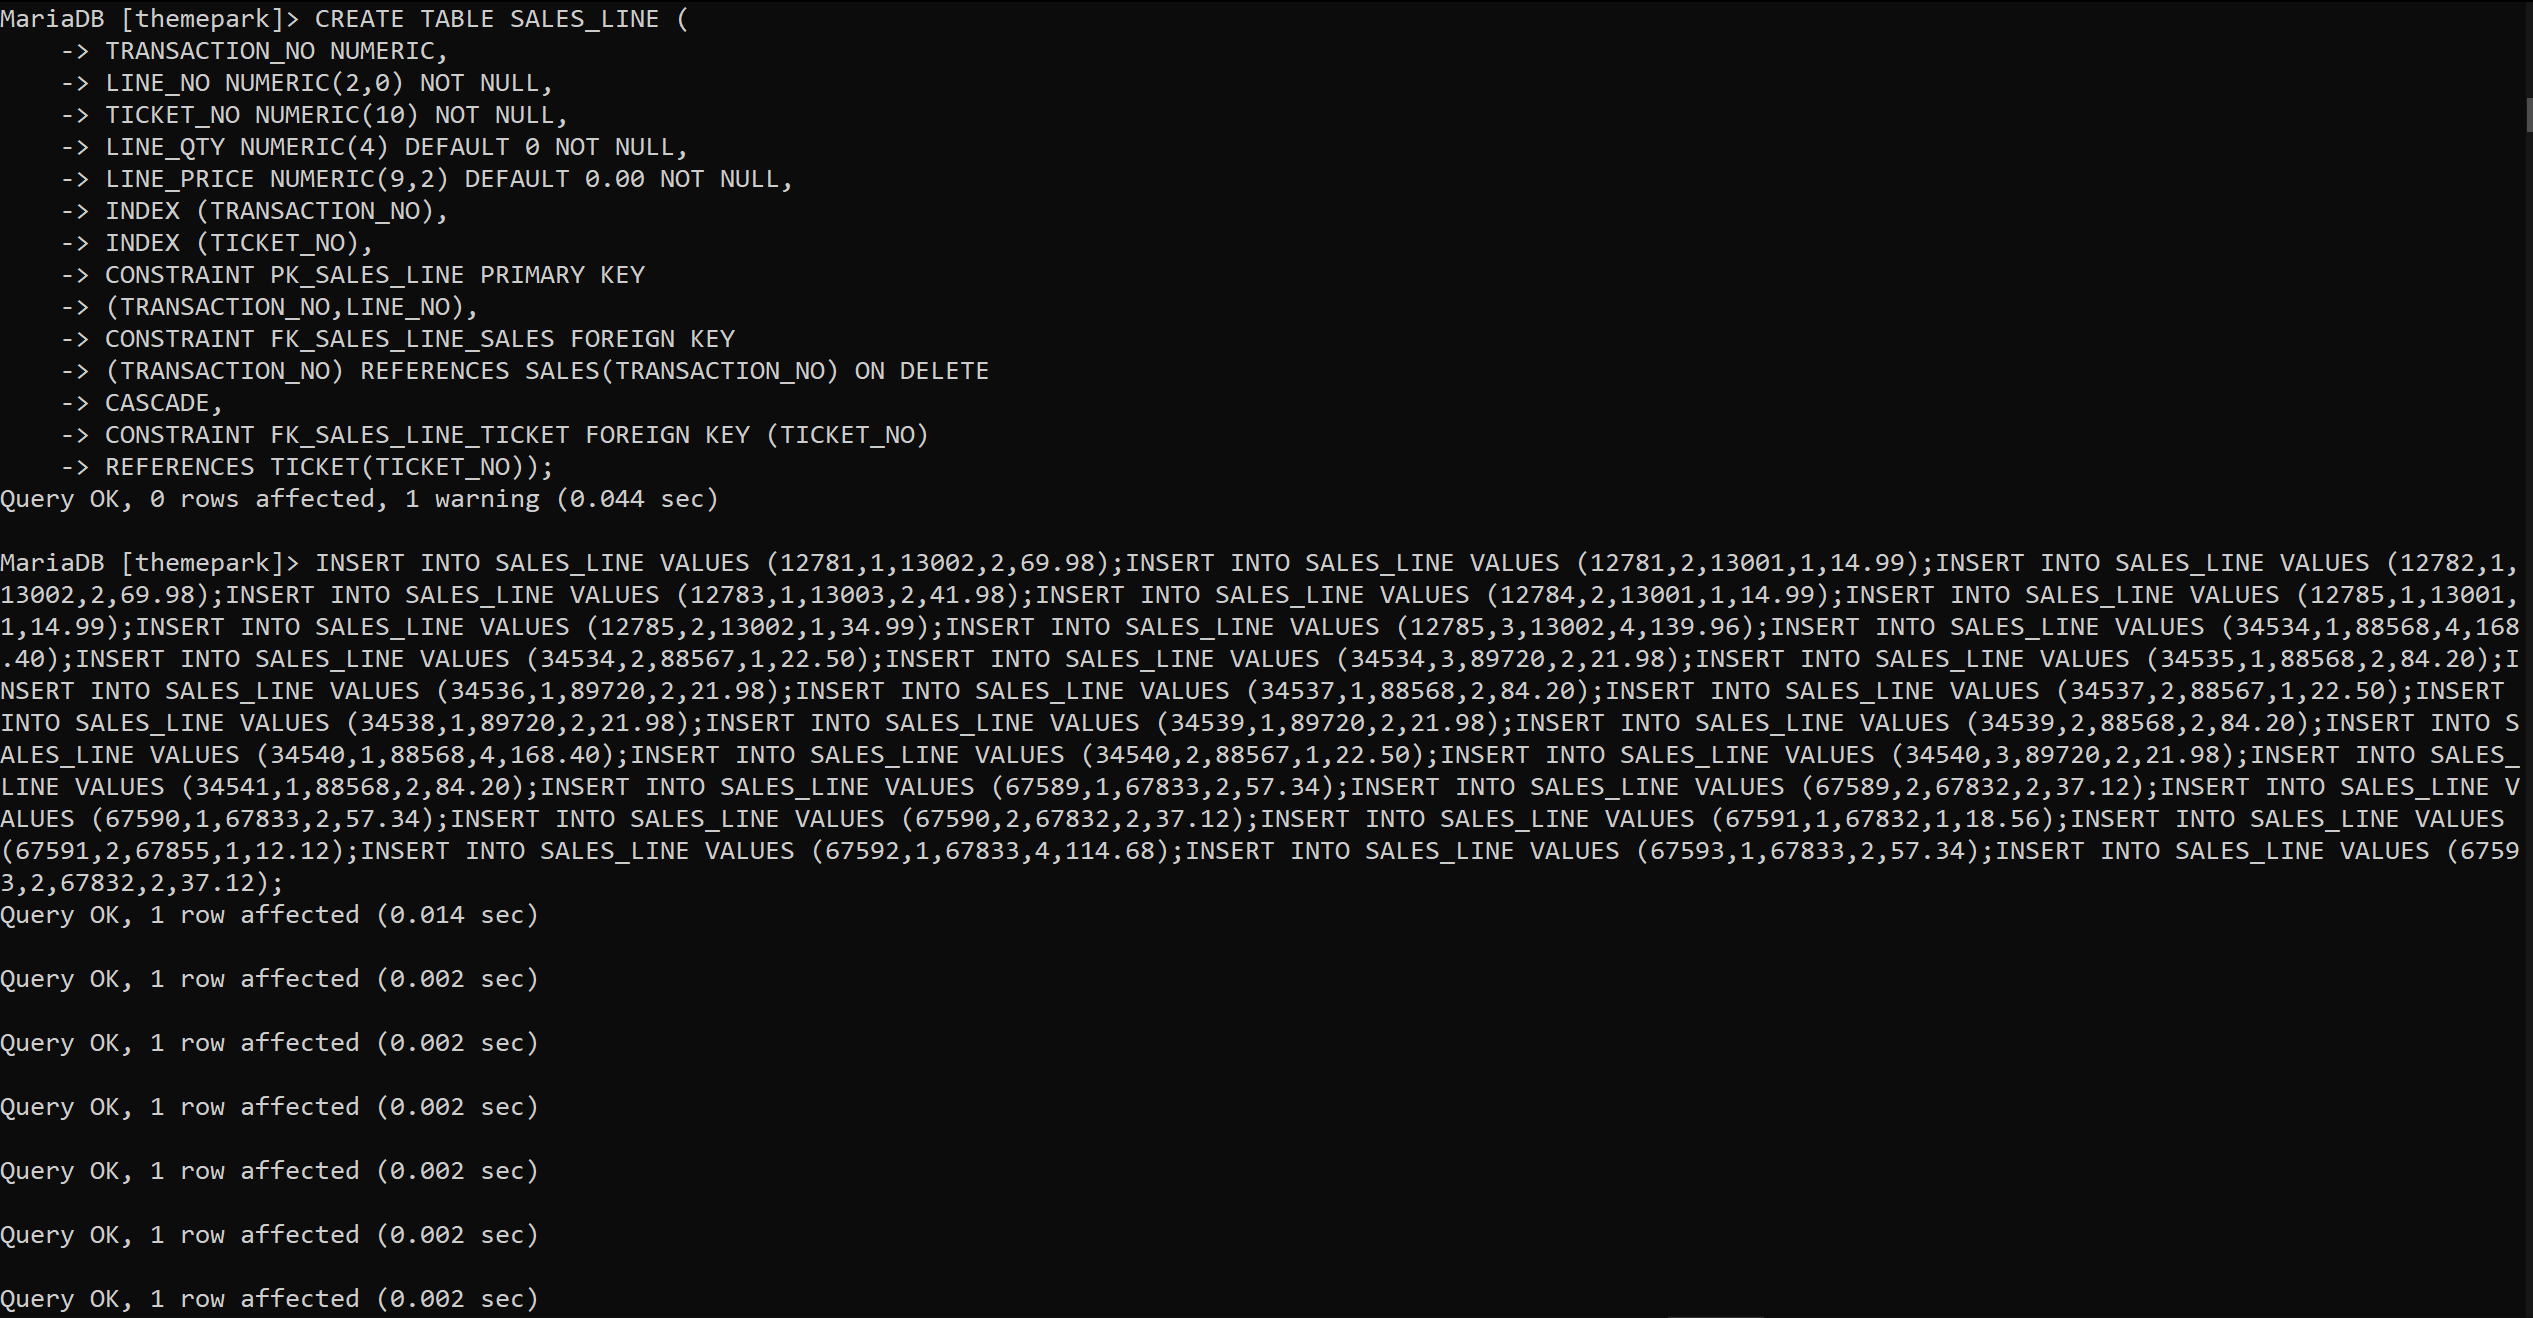 MariaDB [themepark]> CREATE TABLE SALES_LINE (
    -> TRANSACTION_NO NUMERIC,
    -> LINE_NO NUMERIC(2,0) NOT NULL,
    -> TICKET_NO NUMERIC(10) NOT NULL,
    -> LINE_QTY NUMERIC(4) DEFAULT 0 NOT NULL,
    -> LINE_PRICE NUMERIC(9,2) DEFAULT 0.00 NOT NULL,
    -> INDEX (TRANSACTION_NO),
    -> INDEX (TICKET_NO),
    -> CONSTRAINT PK_SALES_LINE PRIMARY KEY
    -> (TRANSACTION_NO,LINE_NO),
    -> CONSTRAINT FK_SALES_LINE_SALES FOREIGN KEY
    -> (TRANSACTION_NO) REFERENCES SALES(TRANSACTION_NO) ON DELETE
    -> CASCADE,
    -> CONSTRAINT FK_SALES_LINE_TICKET FOREIGN KEY (TICKET_NO)
    -> REFERENCES TICKET(TICKET_NO));
Query OK, 0 rows affected, 1 warning (0.044 sec)

MariaDB [themepark]> INSERT INTO SALES_LINE VALUES (12781,1,13002,2,69.98);INSERT INTO SALES_LINE VALUES (12781,2,13001,1,14.99);INSERT INTO SALES_LINE VALUES (12782,1,
13002,2,69.98);INSERT INTO SALES_LINE VALUES (12783,1,13003,2,41.98);INSERT INTO SALES_LINE VALUES (12784,2,13001,1,14.99);INSERT INTO SALES_LINE VALUES (12785,1,13001,
1,14.99);INSERT INTO SALES_LINE VALUES (12785,2,13002,1,34.99);INSERT INTO SALES_LINE VALUES (12785,3,13002,4,139.96);INSERT INTO SALES_LINE VALUES (34534,1,88568,4,168
.40);INSERT INTO SALES_LINE VALUES (34534,2,88567,1,22.50);INSERT INTO SALES_LINE VALUES (34534,3,89720,2,21.98);INSERT INTO SALES_LINE VALUES (34535,1,88568,2,84.20);I
NSERT INTO SALES_LINE VALUES (34536,1,89720,2,21.98);INSERT INTO SALES_LINE VALUES (34537,1,88568,2,84.20);INSERT INTO SALES_LINE VALUES (34537,2,88567,1,22.50);INSERT
INTO SALES_LINE VALUES (34538,1,89720,2,21.98);INSERT INTO SALES_LINE VALUES (34539,1,89720,2,21.98);INSERT INTO SALES_LINE VALUES (34539,2,88568,2,84.20);INSERT INTO S
ALES_LINE VALUES (34540,1,88568,4,168.40);INSERT INTO SALES_LINE VALUES (34540,2,88567,1,22.50);INSERT INTO SALES_LINE VALUES (34540,3,89720,2,21.98);INSERT INTO SALES_
LINE VALUES (34541,1,88568,2,84.20);INSERT INTO SALES_LINE VALUES (67589,1,67833,2,57.34);INSERT INTO SALES_LINE VALUES (67589,2,67832,2,37.12);INSERT INTO SALES_LINE V
ALUES (67590,1,67833,2,57.34);INSERT INTO SALES_LINE VALUES (67590,2,67832,2,37.12);INSERT INTO SALES_LINE VALUES (67591,1,67832,1,18.56);INSERT INTO SALES_LINE VALUES
(67591,2,67855,1,12.12);INSERT INTO SALES_LINE VALUES (67592,1,67833,4,114.68);INSERT INTO SALES_LINE VALUES (67593,1,67833,2,57.34);INSERT INTO SALES_LINE VALUES (6759
3,2,67832,2,37.12);
Query OK, 1 row affected (0.014 sec)

Query OK, 1 row affected (0.002 sec)

Query OK, 1 row affected (0.002 sec)

Query OK, 1 row affected (0.002 sec)

Query OK, 1 row affected (0.002 sec)

Query OK, 1 row affected (0.002 sec)

Query OK, 1 row affected (0.002 sec)